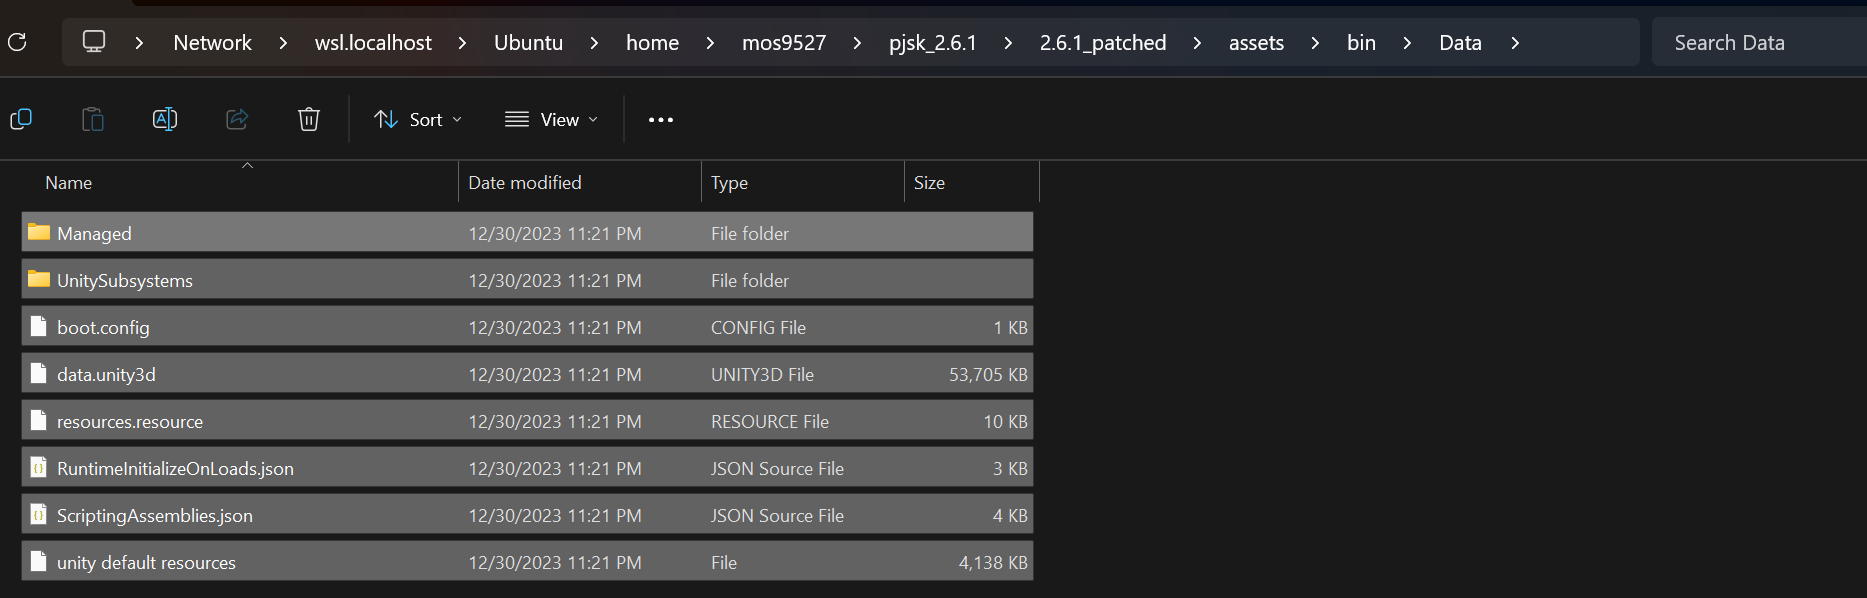 Network > wsl.localhost > Ubuntu > home > mos9527 > pjsk_2.6.1 > 2.6.1_patched > assets > bin > Data > Search Data
Sort View
Name Date modified Type Size
Managed 12/30/2023 11:21 PM File folder
UnitySubsystems 12/30/2023 11:21 PM File folder
boot.config 12/30/2023 11:21 PM CONFIG File 1 KB
data.unity3d 12/30/2023 11:21 PM UNITY3D File 53,705 KB
resources.resource 12/30/2023 11:21 PM RESOURCE File 10 KB
RuntimeInitializeOnLoads.json 12/30/2023 11:21 PM JSON Source File 3 KB
ScriptingAssemblies.json 12/30/2023 11:21 PM JSON Source File 4 KB
unity default resources 12/30/2023 11:21 PM File 4,138 KB